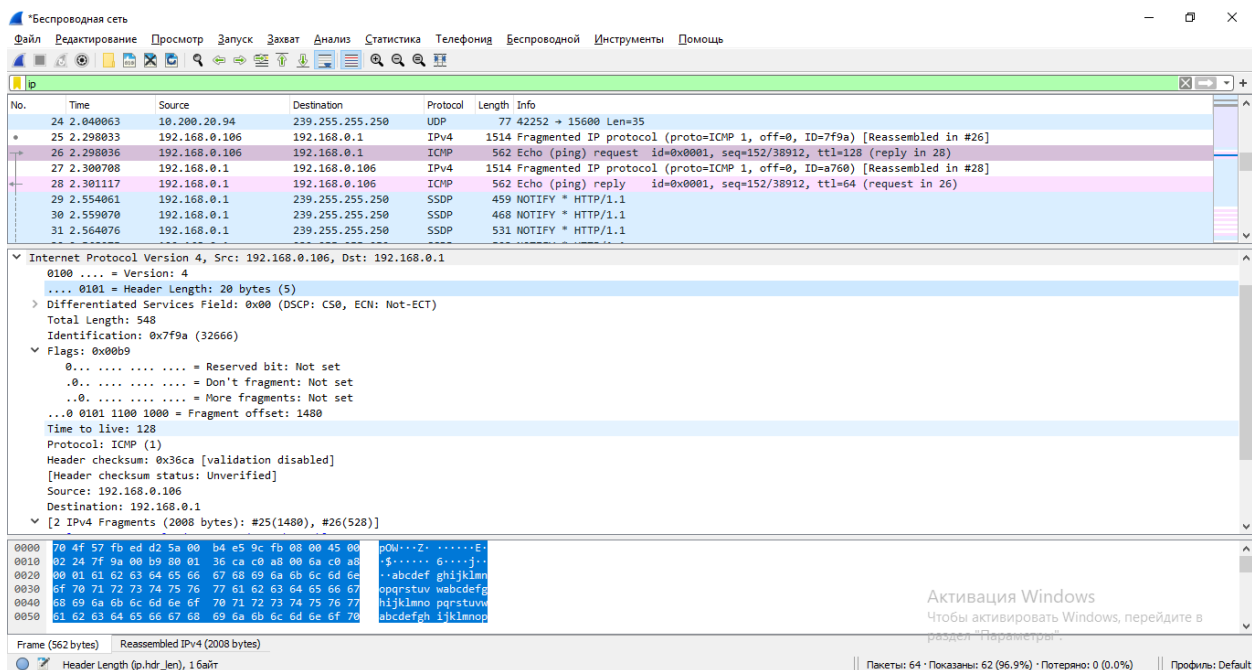 *Беспроводная сеть
Файл Редактирование Просмотр Запуск Захват Анализ Статистика Телефония Беспроводной Инструменты Помощь
ip
No. Time Source Destination Protocol Length Info
24 2.040063 10.200.20.94 239.255.255.250 UDP 77 42252 → 15600 Len=35
25 2.298033 192.168.0.106 192.168.0.1 IPv4 1514 Fragmented IP protocol (proto=ICMP 1, off=0, ID=7f9a) [Reassembled in #26]
26 2.298036 192.168.0.106 192.168.0.1 ICMP 562 Echo (ping) request id=0x0001, seq=152/38912, ttl=128 (reply in 28)
27 2.300708 192.168.0.1 192.168.0.106 IPv4 1514 Fragmented IP protocol (proto=ICMP 1, off=0, ID=a760) [Reassembled in #28]
28 2.301117 192.168.0.1 192.168.0.106 ICMP 562 Echo (ping) reply id=0x0001, seq=152/38912, ttl=64 (request in 26)
29 2.554061 192.168.0.1 239.255.255.250 SSDP 459 NOTIFY * HTTP/1.1
30 2.559070 192.168.0.1 239.255.255.250 SSDP 468 NOTIFY * HTTP/1.1
31 2.564076 192.168.0.1 239.255.255.250 SSDP 531 NOTIFY * HTTP/1.1
Internet Protocol Version 4, Src: 192.168.0.106, Dst: 192.168.0.1
0100 .... = Version: 4
.... 0101 = Header Length: 20 bytes (5)
Differentiated Services Field: 0x00 (DSCP: CS0, ECN: Not-ECT)
Total Length: 548
Identification: 0x7f9a (32666)
Flags: 0x00b9
0... .... .... .... = Reserved bit: Not set
.0.. .... .... .... = Don't fragment: Not set
..0. .... .... .... = More fragments: Not set
...0 0101 1100 1000 = Fragment offset: 1480
Time to live: 128
Protocol: ICMP (1)
Header checksum: 0x36ca [validation disabled]
[Header checksum status: Unverified]
Source: 192.168.0.106
Destination: 192.168.0.1
[2 IPv4 Fragments (2008 bytes): #25(1480), #26(528)]
0000 70 4f 57 fb ed d2 5a 00 b4 e5 9c fb 08 00 45 00 pOW···Z· ······E·
0010 02 24 7f 9a 00 b9 80 01 36 ca c0 a8 00 6a c0 a8 ·$······ 6····j··
0020 00 01 61 62 63 64 65 66 67 68 69 6a 6b 6c 6d 6e ··abcdef ghijklmn
0030 6f 70 71 72 73 74 75 76 77 61 62 63 64 65 66 67 opqrstuv wabcdefg
0040 68 69 6a 6b 6c 6d 6e 6f 70 71 72 73 74 75 76 77 hijklmno pqrstuvw
0050 61 62 63 64 65 66 67 68 69 6a 6b 6c 6d 6e 6f 70 abcdefgh ijklmnop
Активация Windows
Чтобы активировать Windows, перейдите в
раздел "Параметры".
Frame (562 bytes) Reassembled IPv4 (2008 bytes)
Header Length (ip.hdr_len), 1 байт Пакеты: 64 · Показаны: 62 (96.9%) · Потеряно: 0 (0.0%) Профиль: Default